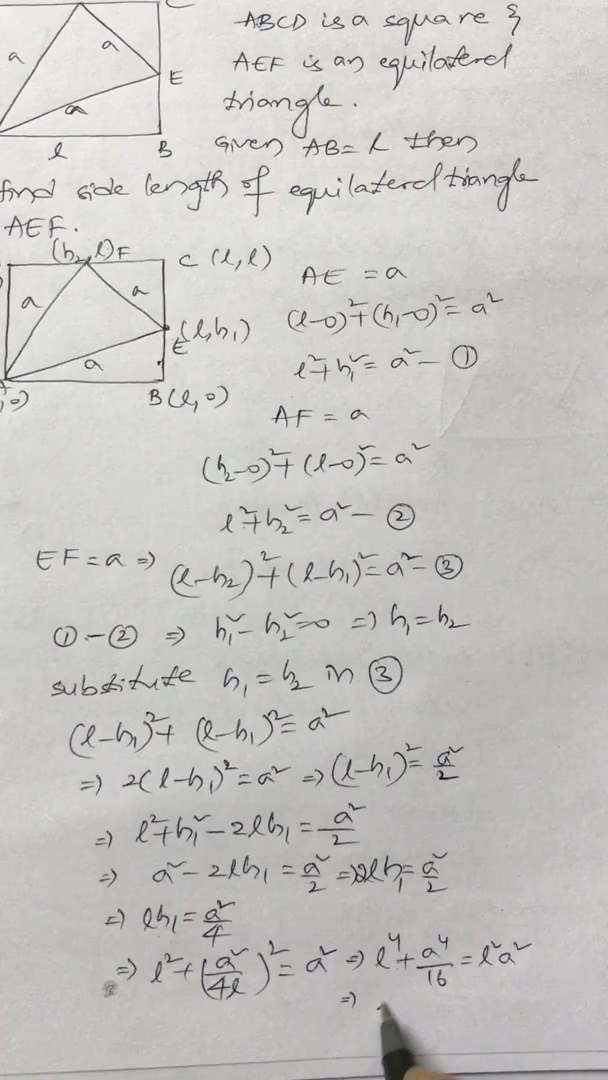 C
ABCD is a square &
a
a
AEF is an equilateral
E
a
triangle.
l
B
Given AB = l then
find side length of equilateral triangle
AEF.
(h₂, l) F
C (l, l)
AE = a
a
a
(l-0)² + (h₁-0)² = a²
E (l, h₁)
a
l² + h₁² = a² - ①
,0)
B (l, 0)
AF = a
(h₂-0)² + (l-0)² = a²
l² + h₂² = a² - ②
EF = a ⇒ (l-h₂)² + (l-h₁)² = a² - ③
① - ② ⇒ h₁² - h₂² = 0 ⇒ h₁ = h₂
substitute h₁ = h₂ in ③
(l-h₁)² + (l-h₁)² = a²
⇒ 2(l-h₁)² = a² ⇒ (l-h₁)² = a²/2
⇒ l² + h₁² - 2lh₁ = a²/2
⇒ a² - 2lh₁ = a²/2 ⇒ 2lh₁ = a²/2
⇒ lh₁ = a²/4
⇒ l² + (a²/4l)² = a² ⇒ l⁴ + a⁴/16 = l²a²
⇒